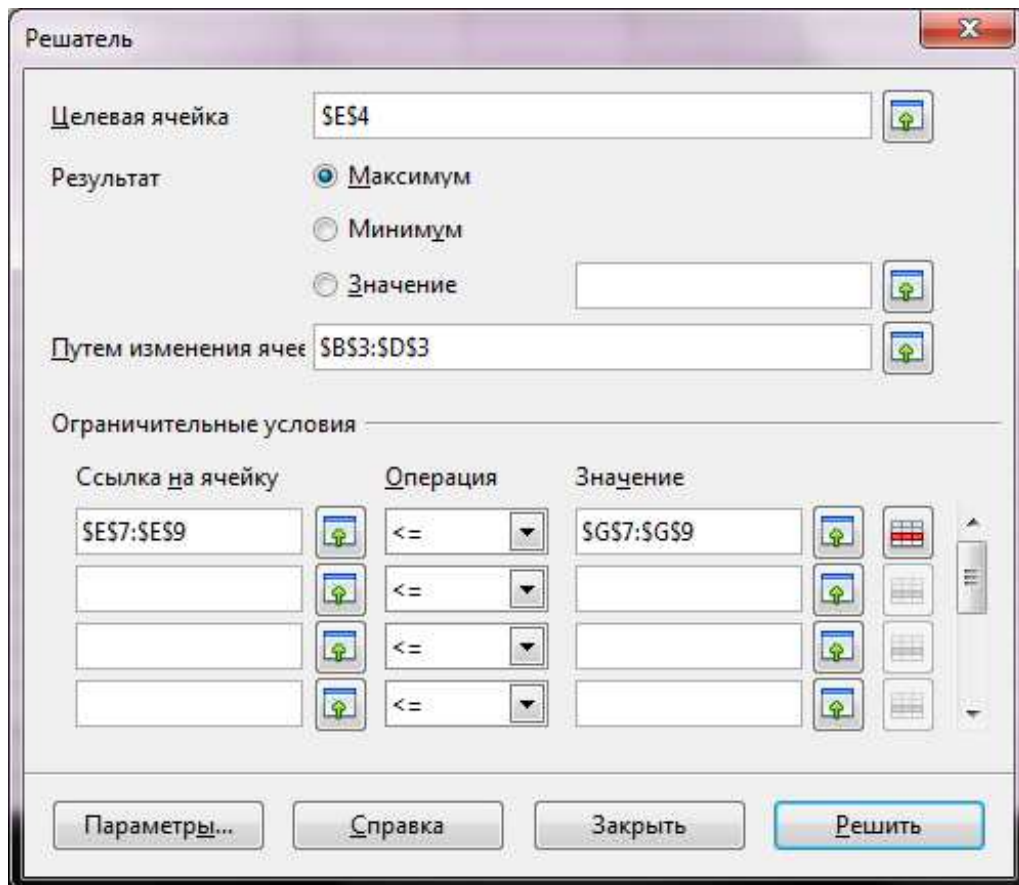 Решатель
Целевая ячейка $E$4
Результат Максимум
Минимум
Значение
Путем изменения ячее $B$3:$D$3
Ограничительные условия
Ссылка на ячейку Операция Значение
$E$7:$E$9 <= $G$7:$G$9
<=
<=
<=
Параметры... Справка Закрыть Решить